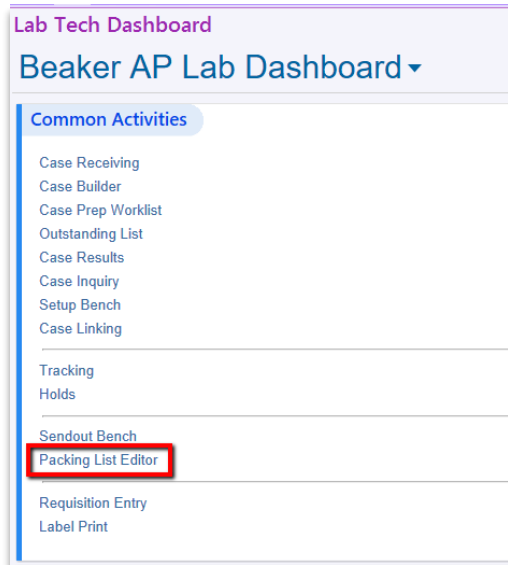 Lab Tech Dashboard
Beaker AP Lab Dashboard
Common Activities
Case Receiving
Case Builder
Case Prep Worklist
Outstanding List
Case Results
Case Inquiry
Setup Bench
Case Linking
Tracking
Holds
Sendout Bench
Packing List Editor
Requisition Entry
Label Print